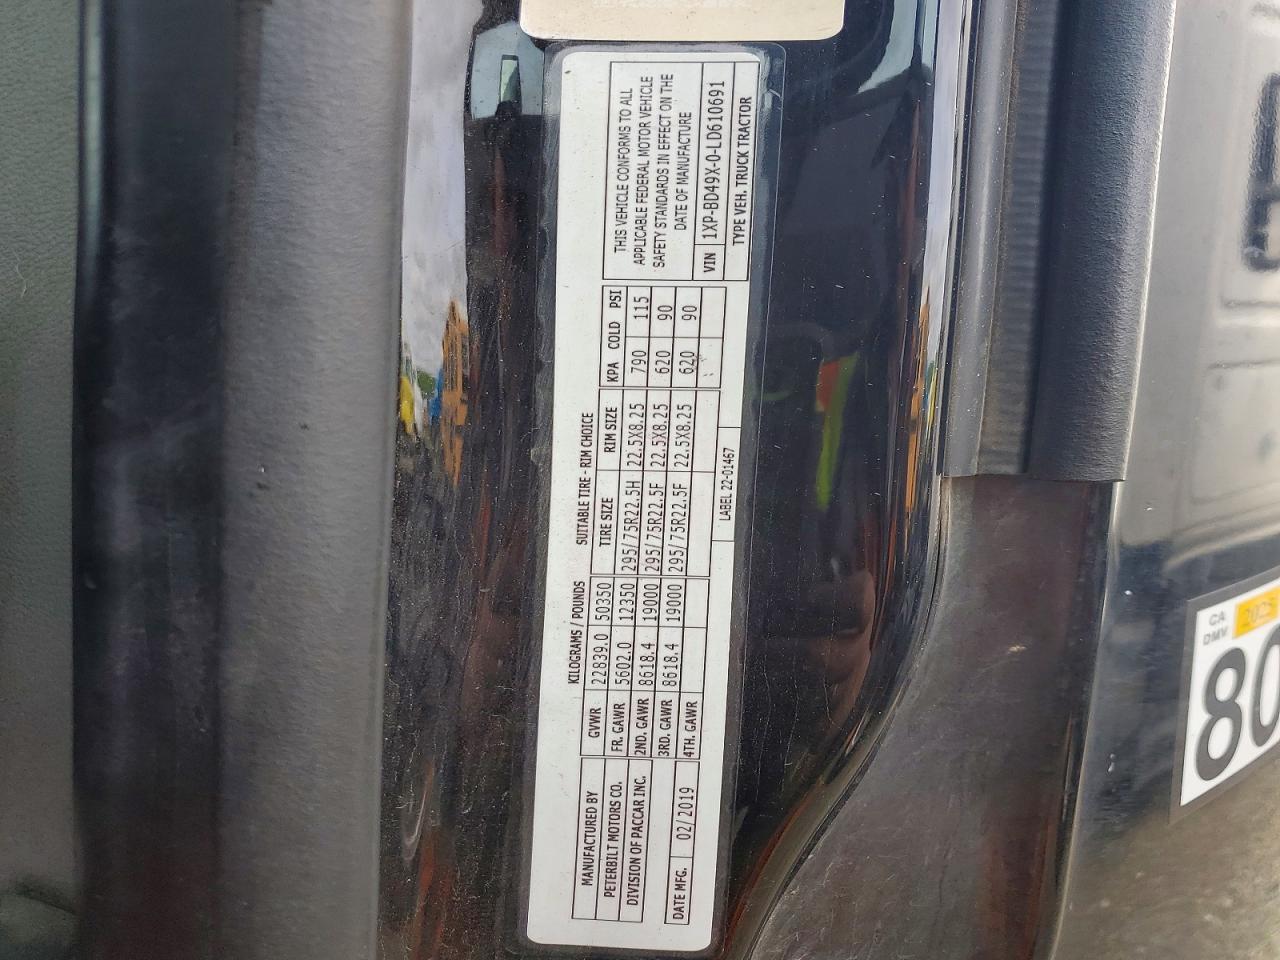 KILOGRAMS / POUNDS SUITABLE TIRE - RIM CHOICE
MANUFACTURED BY
PETERBILT MOTORS CO.
DIVISION OF PACCAR INC.
DATE MFG. 02/2019
TIRE SIZE RIM SIZE KPA COLD PSI
GVWR 22839.0 50350
FR. GAWR 5602.0 12350 295/75R22.5H 22.5X8.25 790 115
2ND. GAWR 8618.4 19000 295/75R22.5F 22.5X8.25 620 90
3RD. GAWR 8618.4 19000 295/75R22.5F 22.5X8.25 620 90
4TH. GAWR
LABEL 22-01467
THIS VEHICLE CONFORMS TO ALL
APPLICABLE FEDERAL MOTOR VEHICLE
SAFETY STANDARDS IN EFFECT ON THE
DATE OF MANUFACTURE
VIN 1XP-BD49X-0-LD610691
TYPE VEH. TRUCK TRACTOR
CA
DMV
2025
80